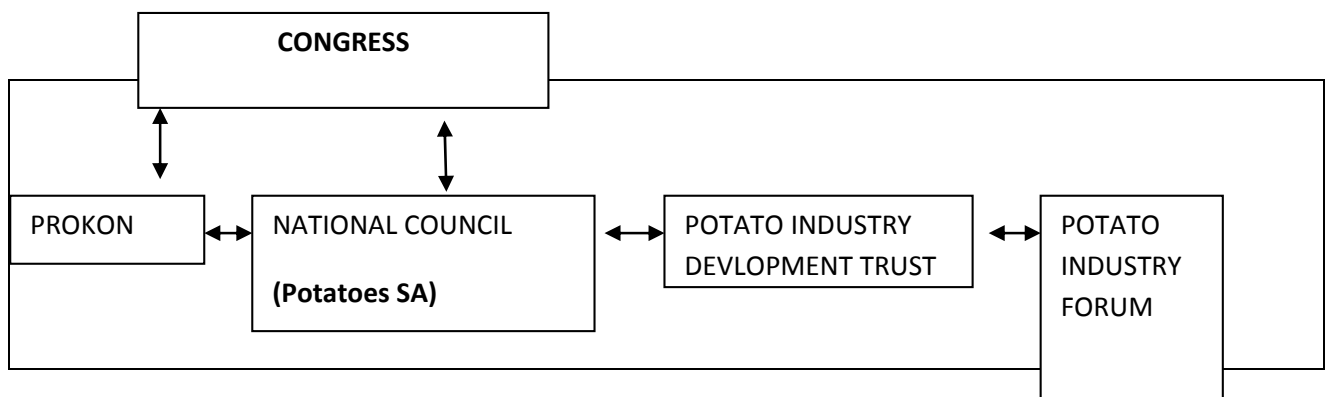 CONGRESS
PROKON
NATIONAL COUNCIL
(Potatoes SA)
POTATO INDUSTRY
DEVLOPMENT TRUST
POTATO
INDUSTRY
FORUM